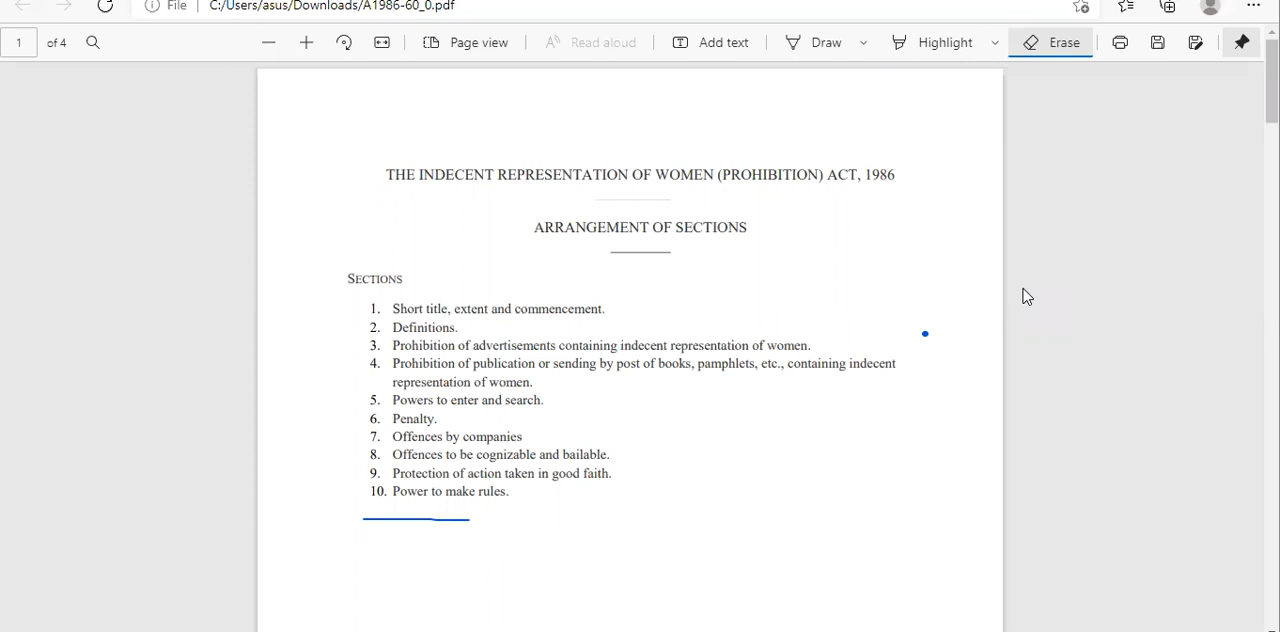 File C:/Users/asus/Downloads/A1986-60_0.pdf
1 of 4 Page view Read aloud Add text Draw Highlight Erase
THE INDECENT REPRESENTATION OF WOMEN (PROHIBITION) ACT, 1986
ARRANGEMENT OF SECTIONS
SECTIONS
1. Short title, extent and commencement.
2. Definitions.
3. Prohibition of advertisements containing indecent representation of women.
4. Prohibition of publication or sending by post of books, pamphlets, etc., containing indecent
representation of women.
5. Powers to enter and search.
6. Penalty.
7. Offences by companies
8. Offences to be cognizable and bailable.
9. Protection of action taken in good faith.
10. Power to make rules.